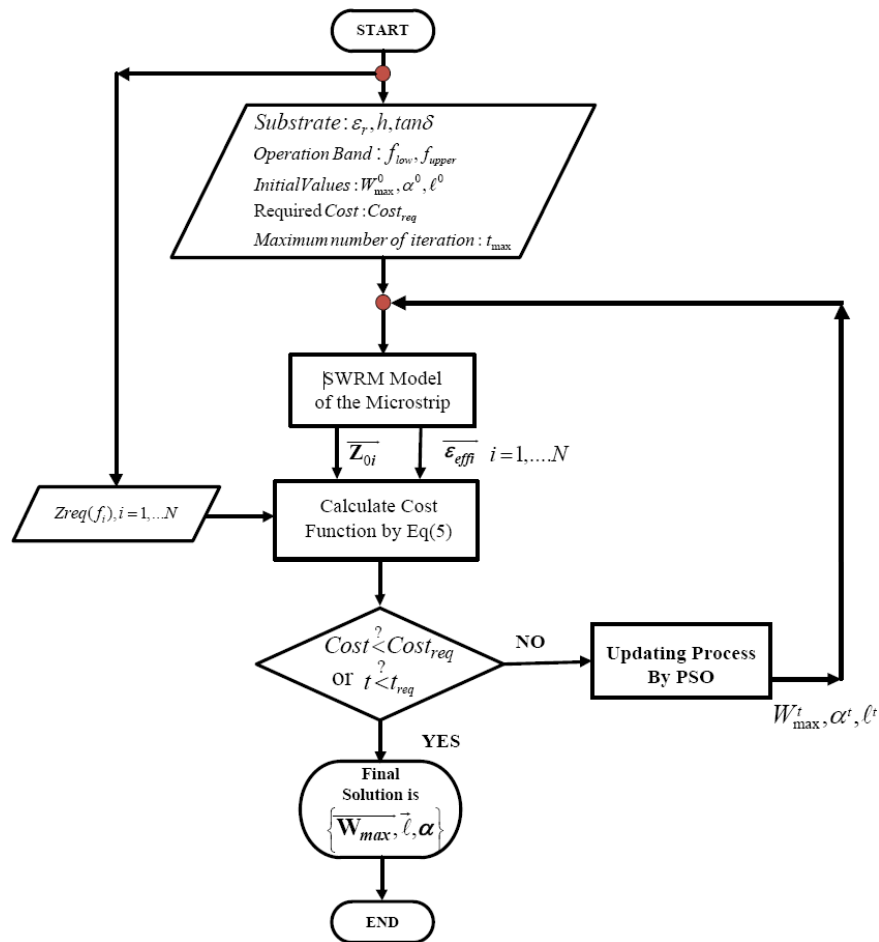 START
Substrate : εr, h, tanδ
Operation Band : flow, fupper
InitialValues : W⁰max, α⁰, ℓ⁰
Required Cost : Costreq
Maximum number of iteration : tmax
SWRM Model
of the Microstrip
Z0i
εeffi i = 1,....N
Zreq(fi), i = 1,...N
Calculate Cost
Function by Eq(5)
?
Cost < Costreq
?
or t < treq
NO
Updating Process
By PSO
Wᵗmax, αᵗ, ℓᵗ
YES
Final
Solution is
{Wmax, ℓ, α}
END